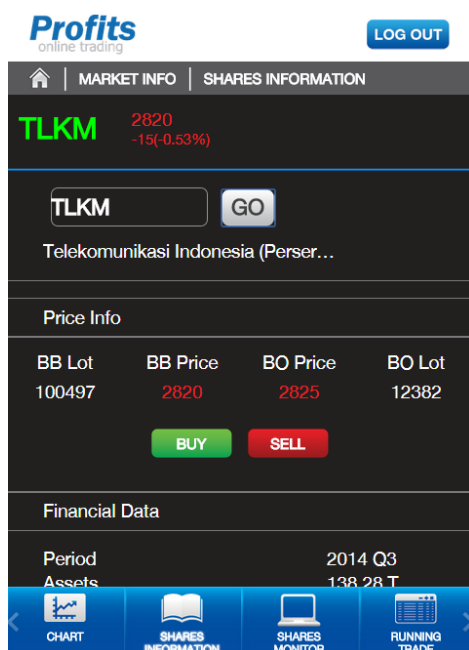 Profits
online trading
LOG OUT
MARKET INFO SHARES INFORMATION
TLKM 2820
-15(-0.53%)
TLKM GO
Telekomunikasi Indonesia (Perser…
Price Info
BB Lot BB Price BO Price BO Lot
100497 2820 2825 12382
BUY SELL
Financial Data
Period 2014 Q3
Assets 138.28 T
CHART SHARES INFORMATION SHARES MONITOR RUNNING TRADE